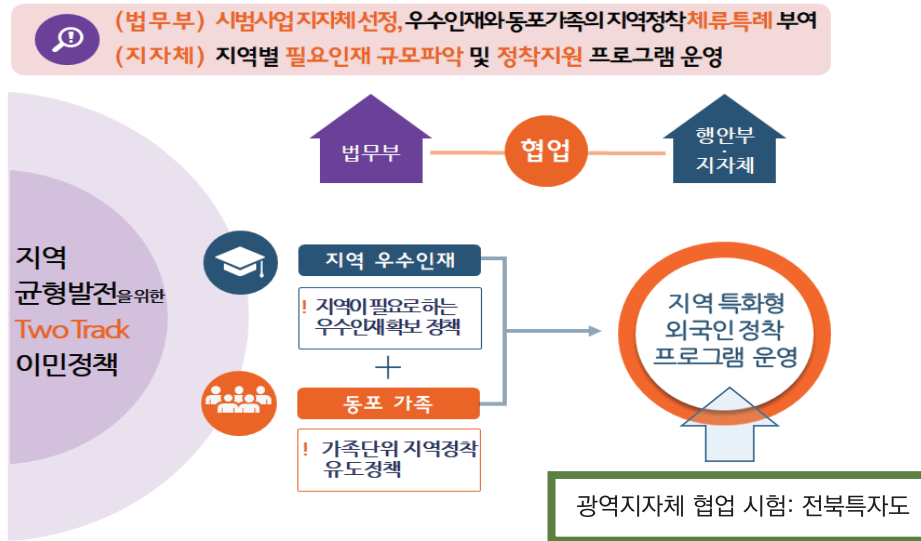 (법무부) 시범사업 지자체 선정, 우수인재와 동포가족의 지역정착 체류특례 부여
(지자체) 지역별 필요인재 규모파악 및 정착지원 프로그램 운영
법무부
협업
행안부
·
지자체
지역
균형발전을 위한
Two Track
이민정책
지역 우수인재
! 지역이 필요로 하는
우수인재 확보 정책
+
동포 가족
! 가족단위 지역정착
유도정책
지역 특화형
외국인 정착
프로그램 운영
광역지자체 협업 시험: 전북특자도